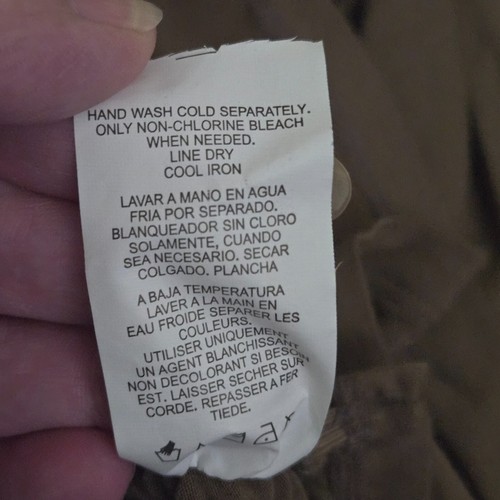 HAND WASH COLD SEPARATELY.
ONLY NON-CHLORINE BLEACH
WHEN NEEDED.
LINE DRY
COOL IRON
LAVAR A MANO EN AGUA
FRIA POR SEPARADO.
BLANQUEADOR SIN CLORO
SOLAMENTE, CUANDO
SEA NECESARIO. SECAR
COLGADO. PLANCHA
A BAJA TEMPERATURA
LAVER A LA MAIN EN
EAU FROIDE SEPARER LES
COULEURS.
UTILISER UNIQUEMENT
UN AGENT BLANCHISSANT
NON DECOLORANT SI BESOIN
EST. LAISSER SECHER SUR
CORDE. REPASSER A FER
TIEDE.